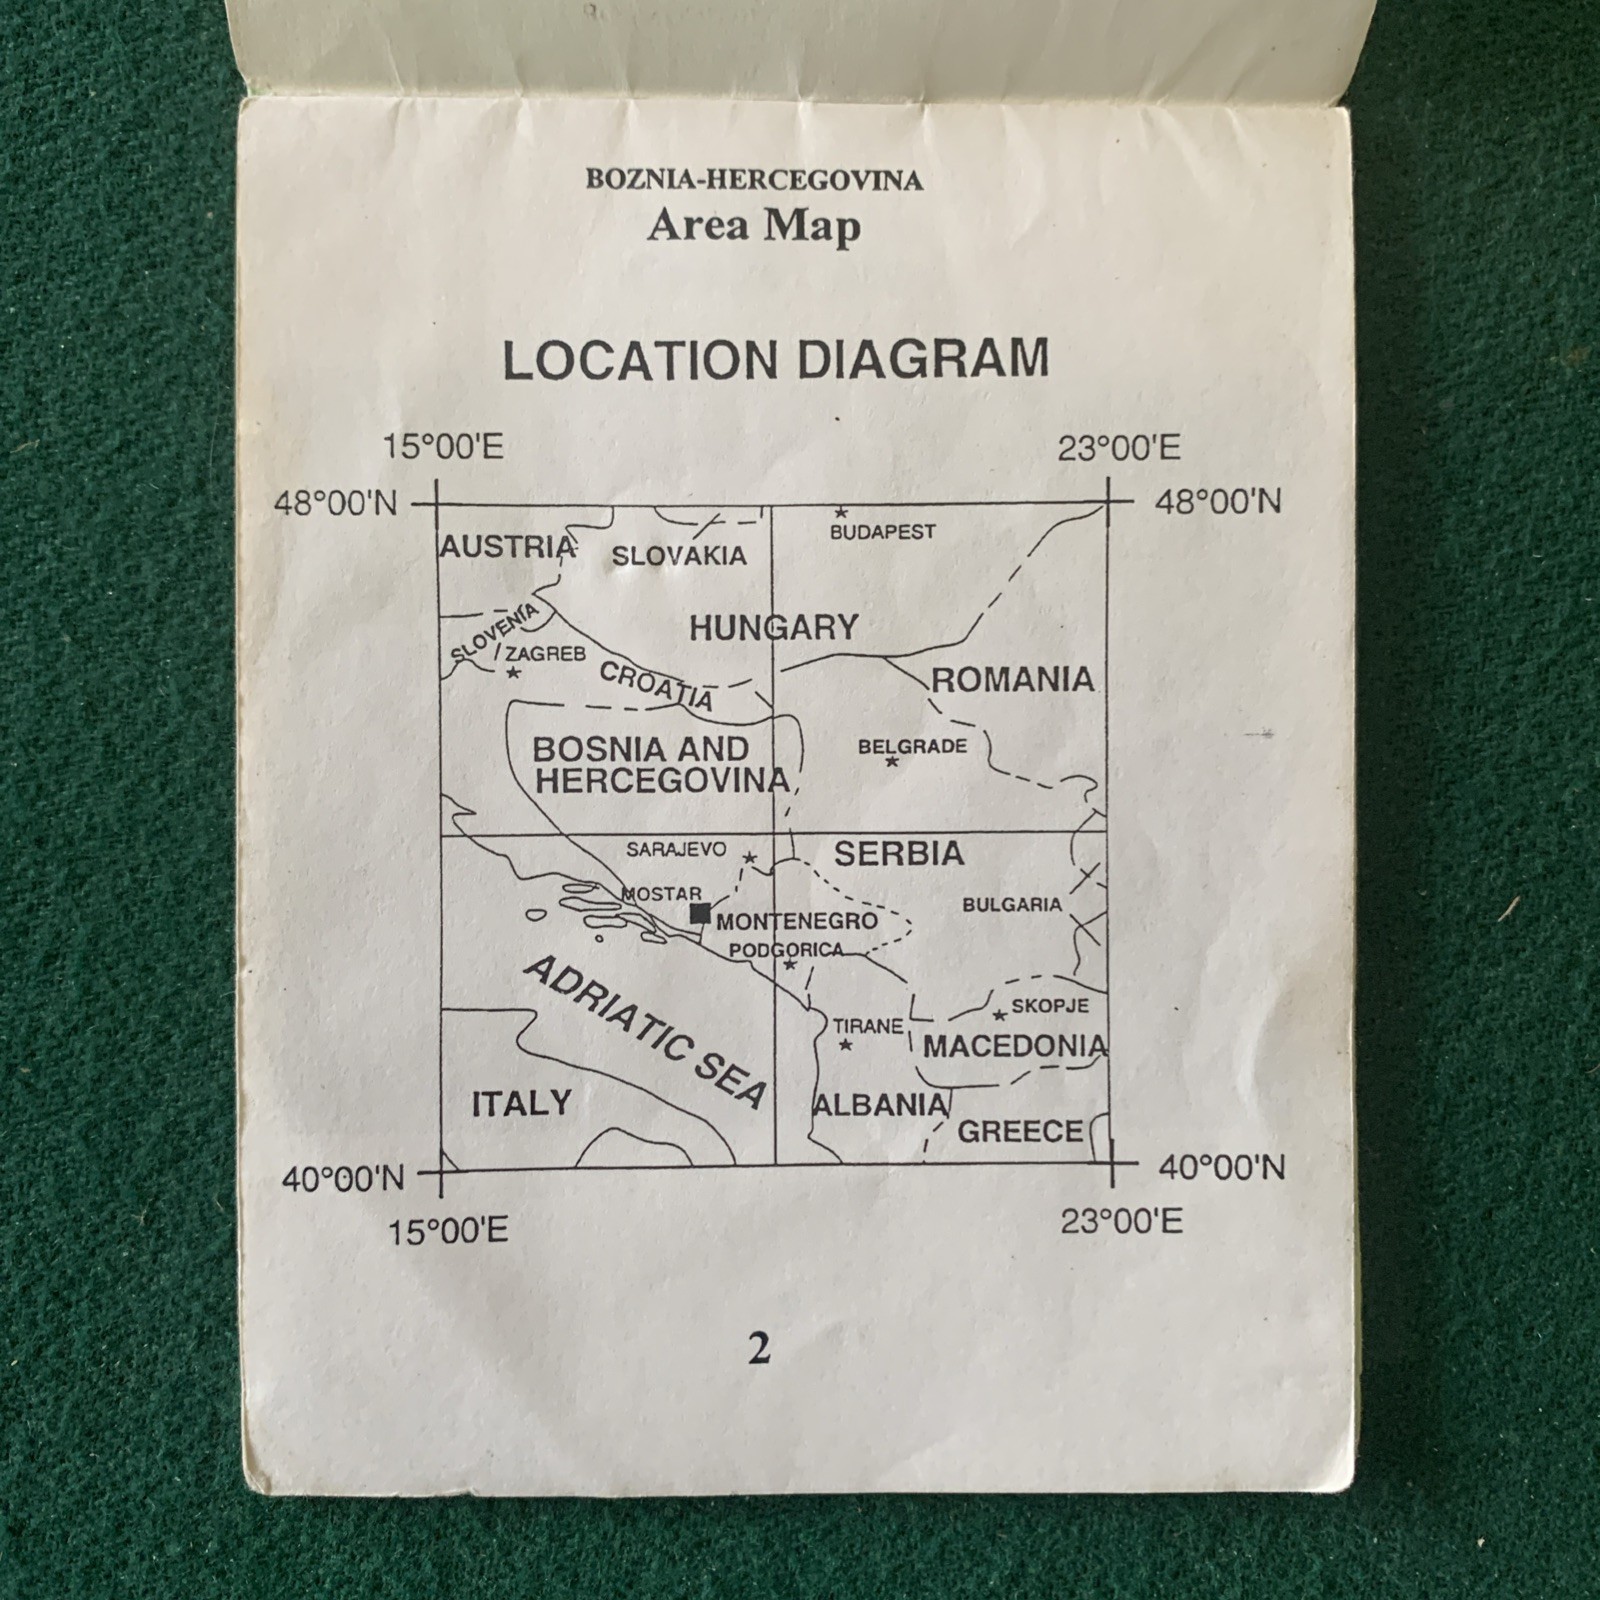 BOZNIA-HERCEGOVINA
Area Map
LOCATION DIAGRAM
15°00'E
23°00'E
48°00'N
48°00'N
BUDAPEST
AUSTRIA
SLOVAKIA
HUNGARY
SLOVENIA
ZAGREB
CROATIA
ROMANIA
BOSNIA AND
HERCEGOVINA
BELGRADE
SARAJEVO
SERBIA
MOSTAR
BULGARIA
MONTENEGRO
PODGORICA
ADRIATIC SEA
SKOPJE
TIRANE
MACEDONIA
ITALY
ALBANIA
GREECE
40°00'N
40°00'N
15°00'E
23°00'E
2